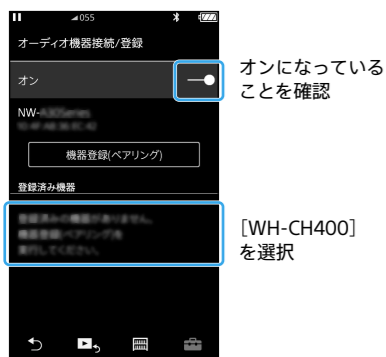 055
オーディオ機器接続/登録
オン
オンになっている
ことを確認
NW-
機器登録(ペアリング)
登録済み機器
[WH-CH400]
を選択